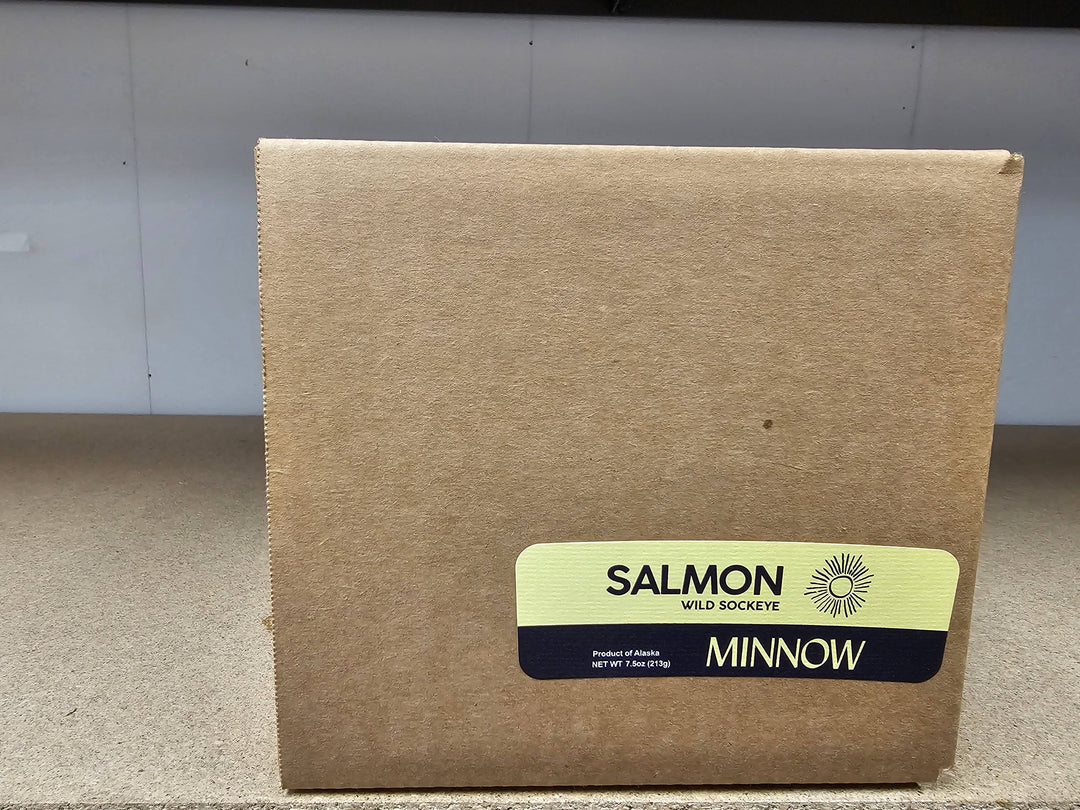 SALMON
WILD SOCKEYE
Product of Alaska
NET WT 7.5oz (213g)
MINNOW